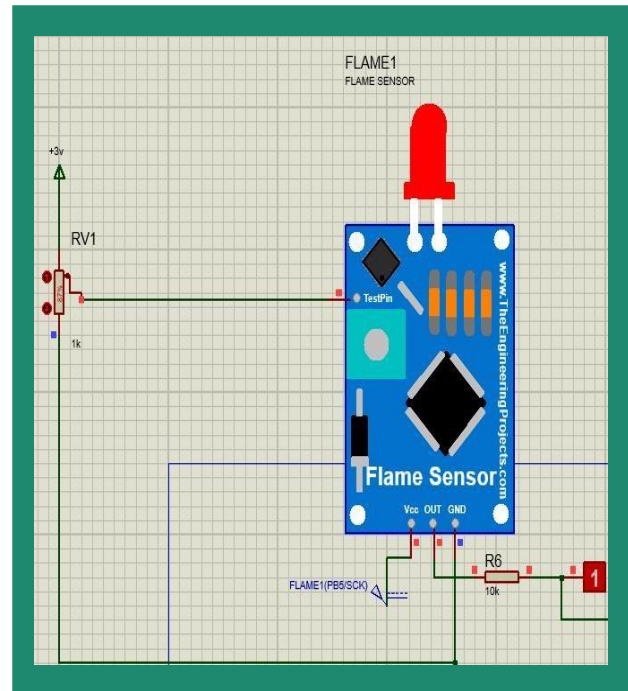 FLAME1
FLAME SENSOR
+3v
RV1
87%
1k
TestPin
www.TheEngineeringProjects.com
Flame Sensor
Vcc OUT GND
FLAME1(PB5/SCK)
R6
10k
1